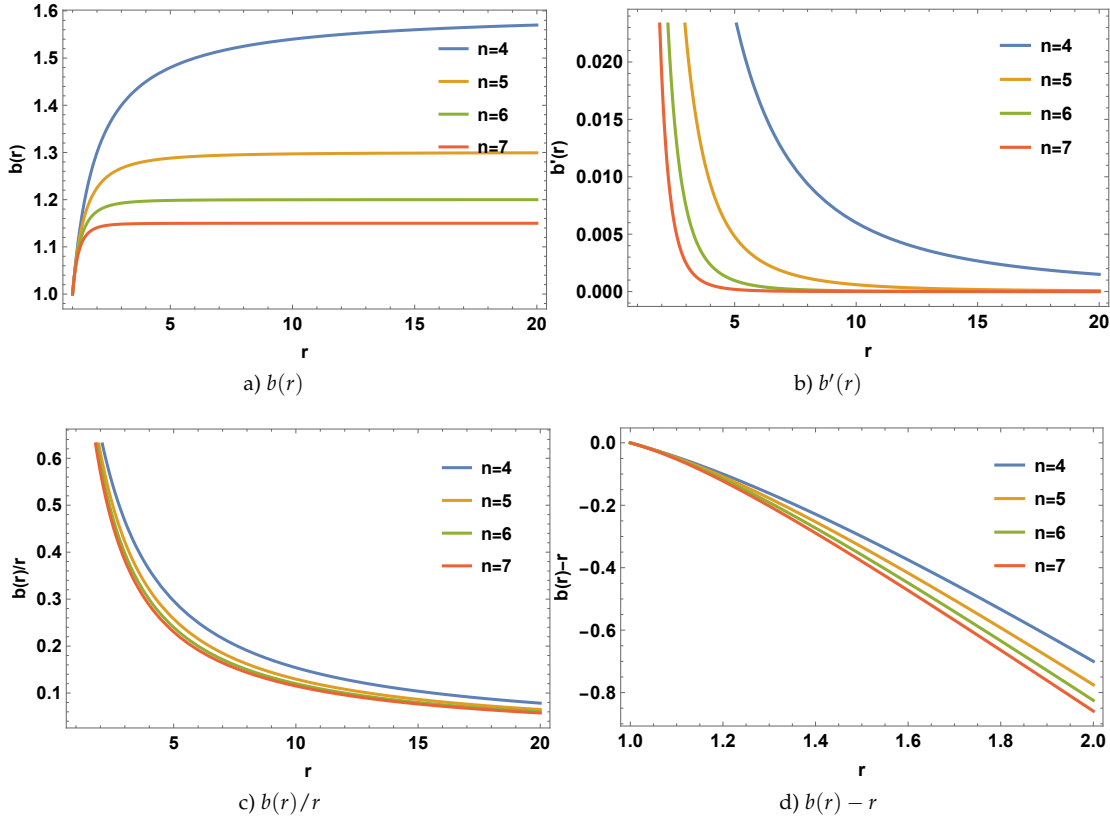 1.6
1.5
1.4
1.3
1.2
1.1
1.0
b(r)
n=4
n=5
n=6
n=7
5
10
15
20
r
a) b(r)
0.020
0.015
0.010
0.005
0.000
b'(r)
n=4
n=5
n=6
n=7
5
10
15
20
r
b) b′(r)
0.6
0.5
0.4
0.3
0.2
0.1
b(r)/r
n=4
n=5
n=6
n=7
5
10
15
20
r
c) b(r)/r
0.0
−0.2
−0.4
−0.6
−0.8
b(r)−r
n=4
n=5
n=6
n=7
1.0
1.2
1.4
1.6
1.8
2.0
r
d) b(r) − r